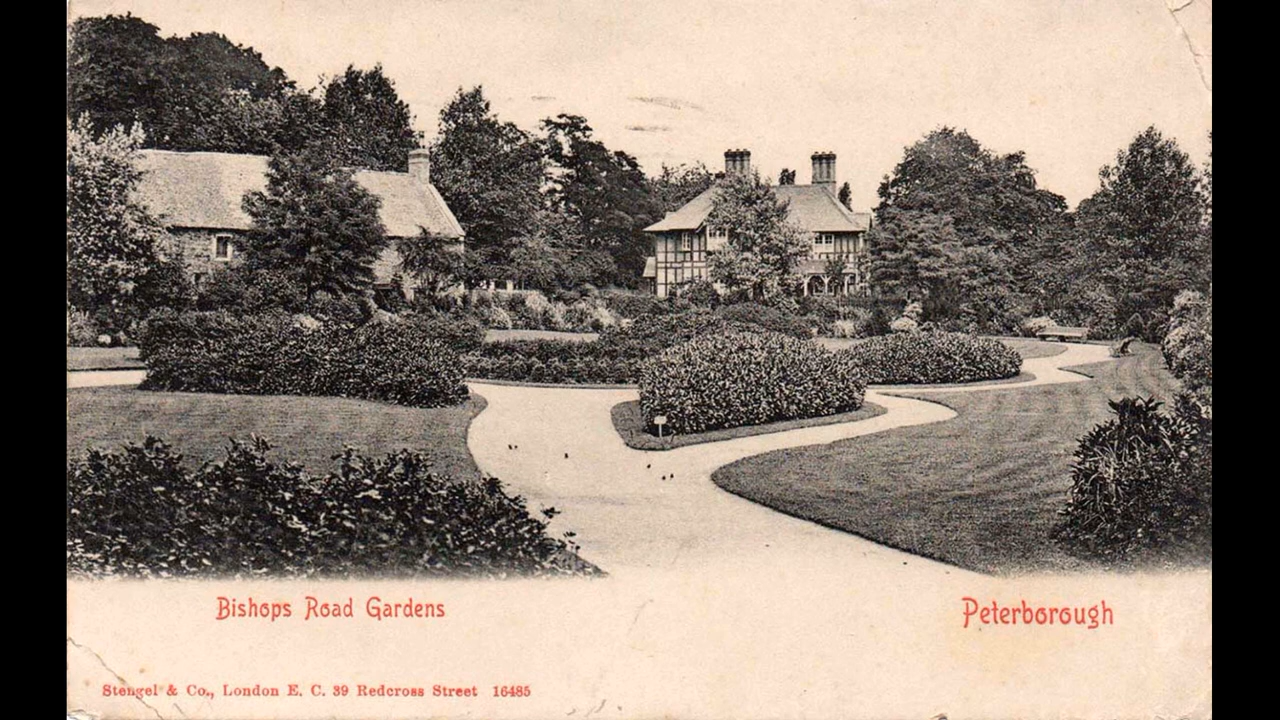 Bishops Road Gardens
Peterborough
Stengel & Co., London E. C. 39 Redcross Street 16485